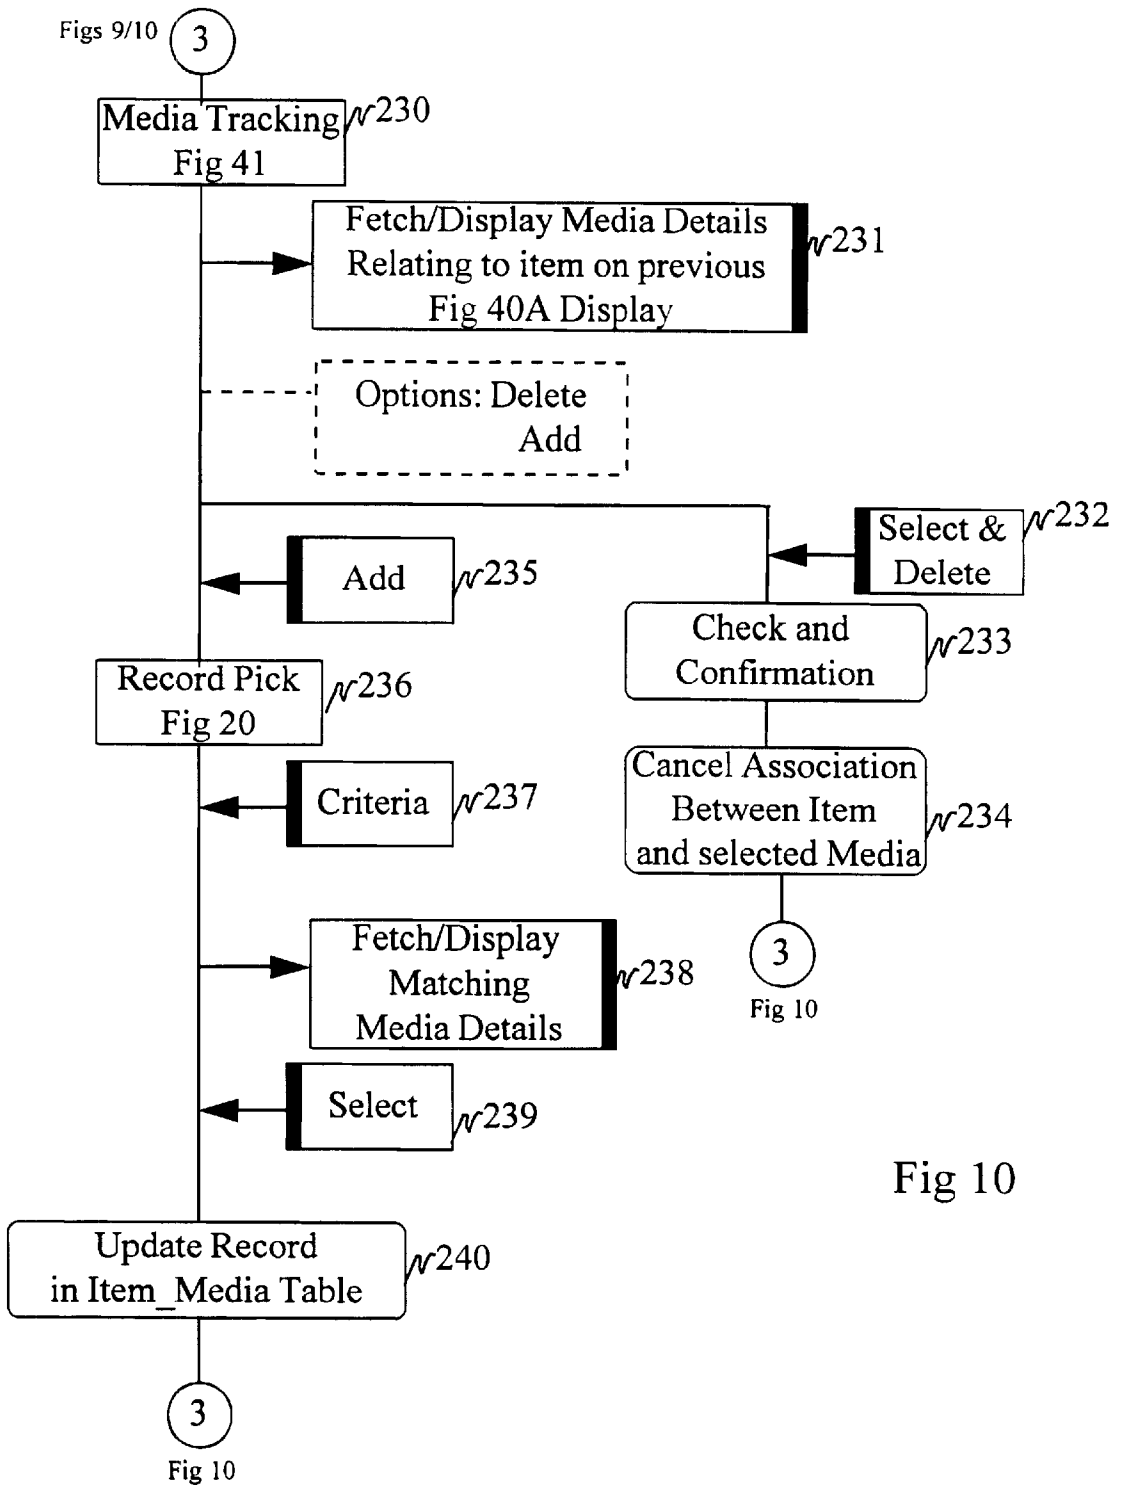 Figs 9/10
3
Media Tracking
Fig 41
230
Fetch/Display Media Details
Relating to item on previous
Fig 40A Display
231
Options: Delete
Add
Select &
Delete
232
Add
235
Check and
Confirmation
233
Record Pick
Fig 20
236
Cancel Association
Between Item
and selected Media
234
Criteria
237
3
Fig 10
Fetch/Display
Matching
Media Details
238
Select
239
Fig 10
Update Record
in Item_Media Table
240
3
Fig 10